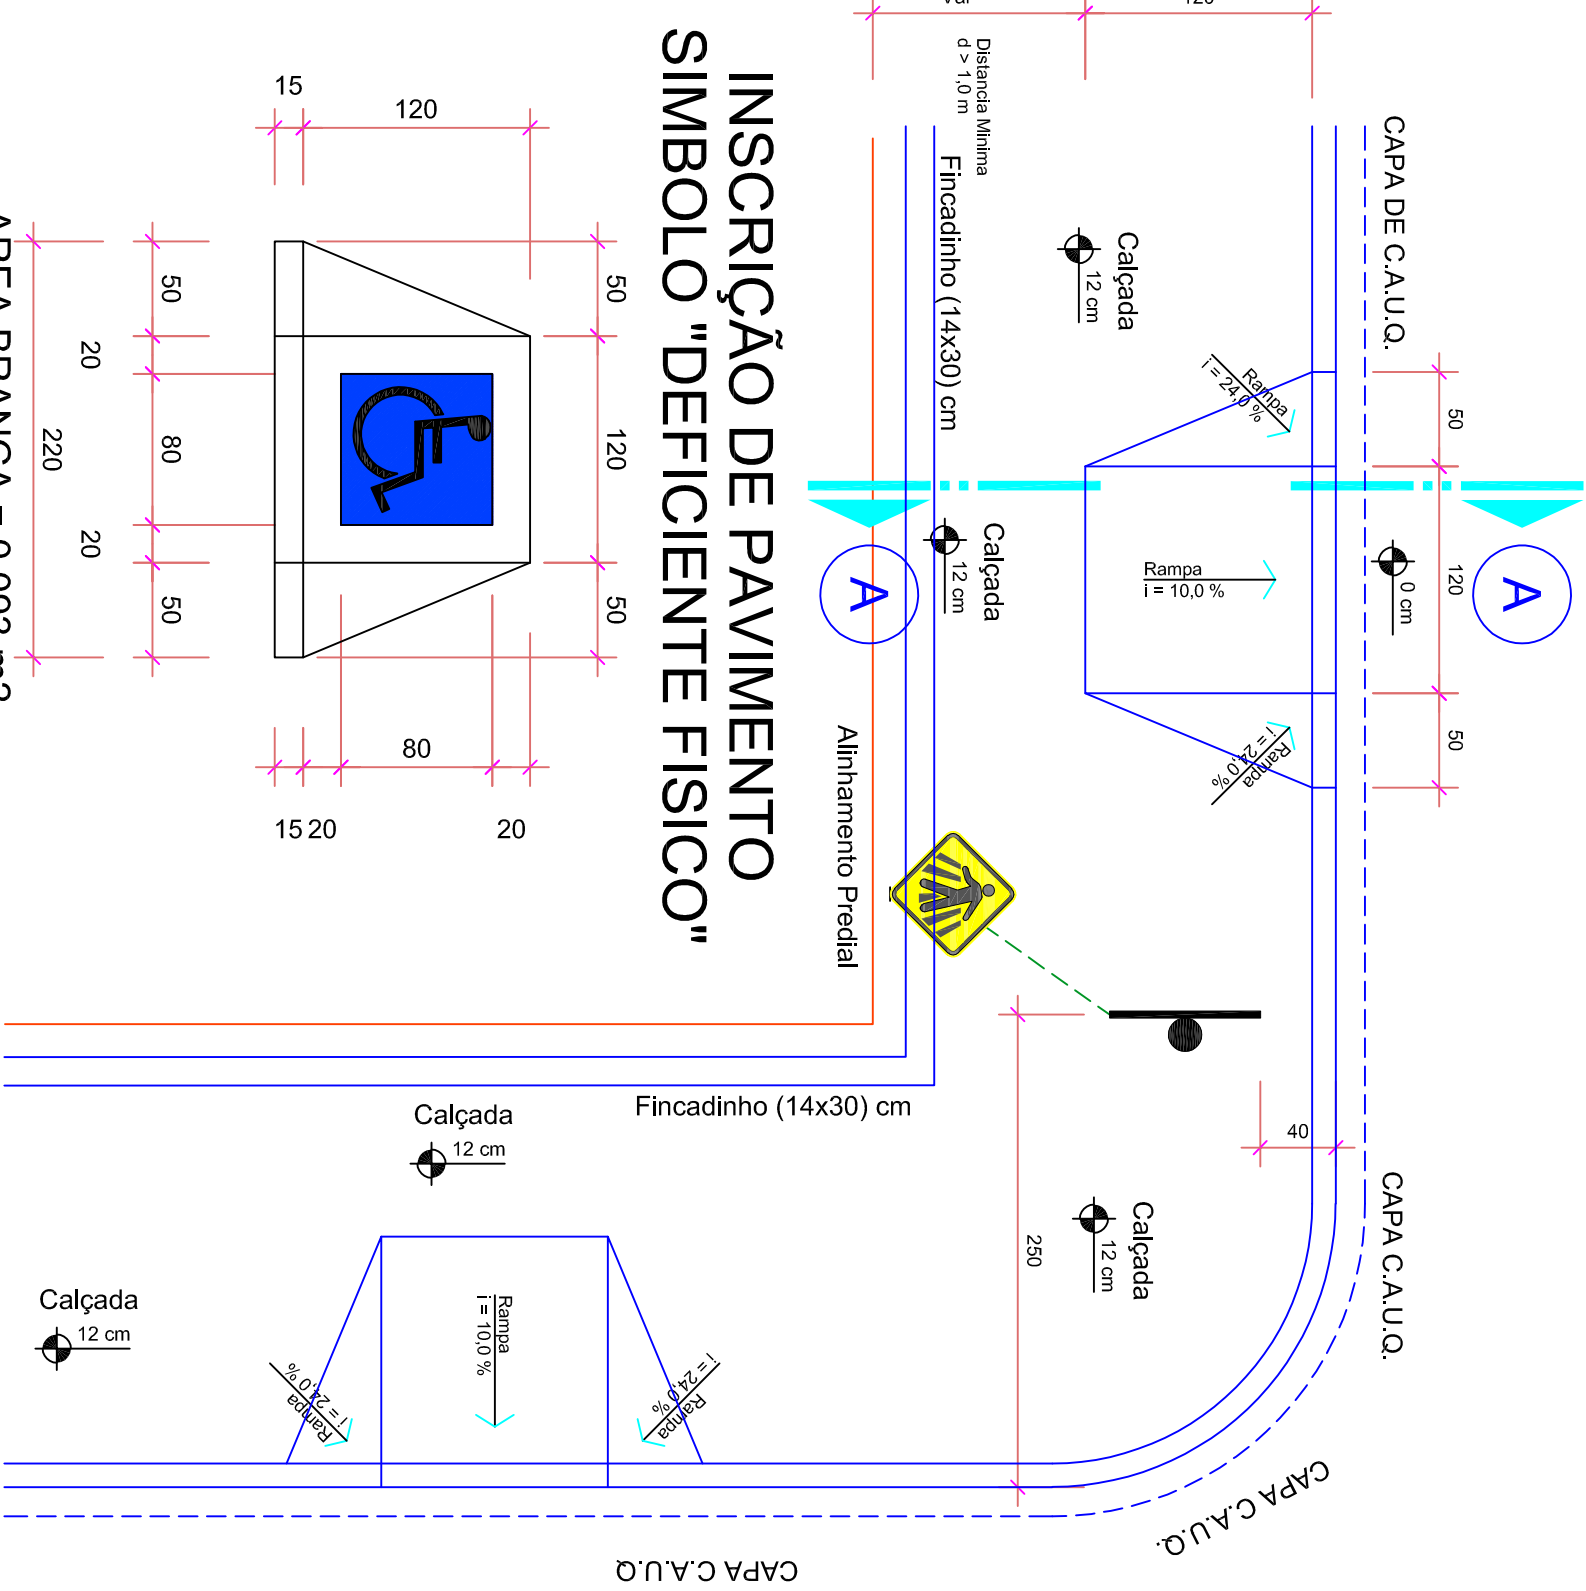 Var
120
Distancia Minima
d > 1,0 m
CAPA DE C.A.U.Q.
Fincadinho (14x30) cm
Calçada
12 cm
Rampa
i = 24,0 %
50
120
50
0 cm
A
A
Calçada
12 cm
Rampa
i = 10,0 %
Rampa
i = 24,0 %
Alinhamento Predial
INSCRIÇÃO DE PAVIMENTO
SIMBOLO "DEFICIENTE FISICO"
15
120
50
120
50
50
20
80
20
50
220
80
15
20
20
40
250
CAPA C.A.U.Q.
Calçada
12 cm
Fincadinho (14x30) cm
Calçada
12 cm
Calçada
12 cm
Rampa
i = 24,0 %
Rampa
i = 10,0 %
Rampa
i = 24,0 %
CAPA C.A.U.Q.
CAPA C.A.U.Q